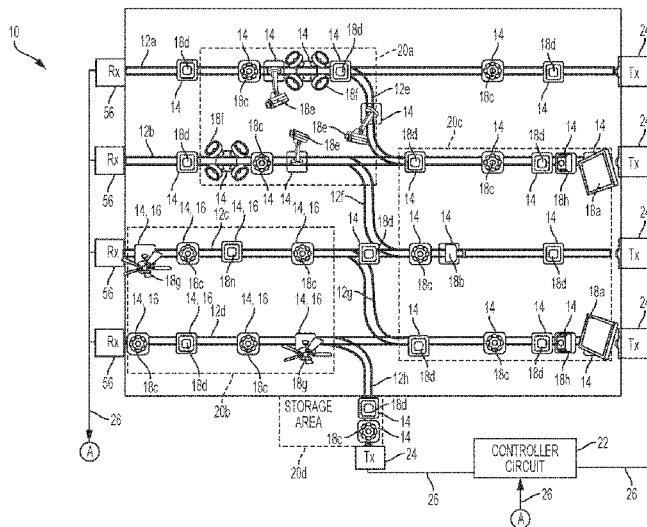 10
12a 18d 14 14 14 18d 20a 14 18d 24
Rx Tx
56 14 18c 18e 18f 12e 14 18c 14
12b 18d 18f 18c 18e 18e 18d 20c 14 18d 14 14 24
Rx Tx
56 14 14 14 14 12f 14 18c 14 18h 18a
14, 16 14, 16 12c 14, 16 14, 16 14 18d 14 14 14 24
Rx Tx
56 18g 18c 18n 18c 12g 18c 18b 18d 18a
14, 16 14, 16 12d 14, 16 14, 16 14 14 14 14 24
Rx Tx
56 18c 18d 18c 18g 18d 18c 18d 18h 14
20b 12h
STORAGE
AREA
18d
14
18c 14
26 20d Tx 24
CONTROLLER
CIRCUIT
22
A 26 26 26
A